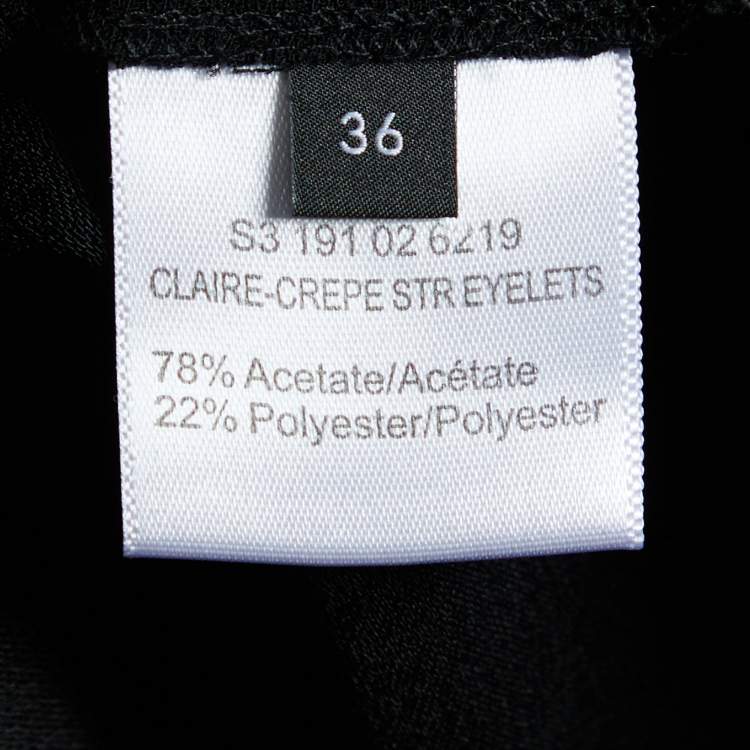 36
S3 191 02 6219
CLAIRE-CREPE STR EYELETS
78% Acetate/Acétate
22% Polyester/Polyester